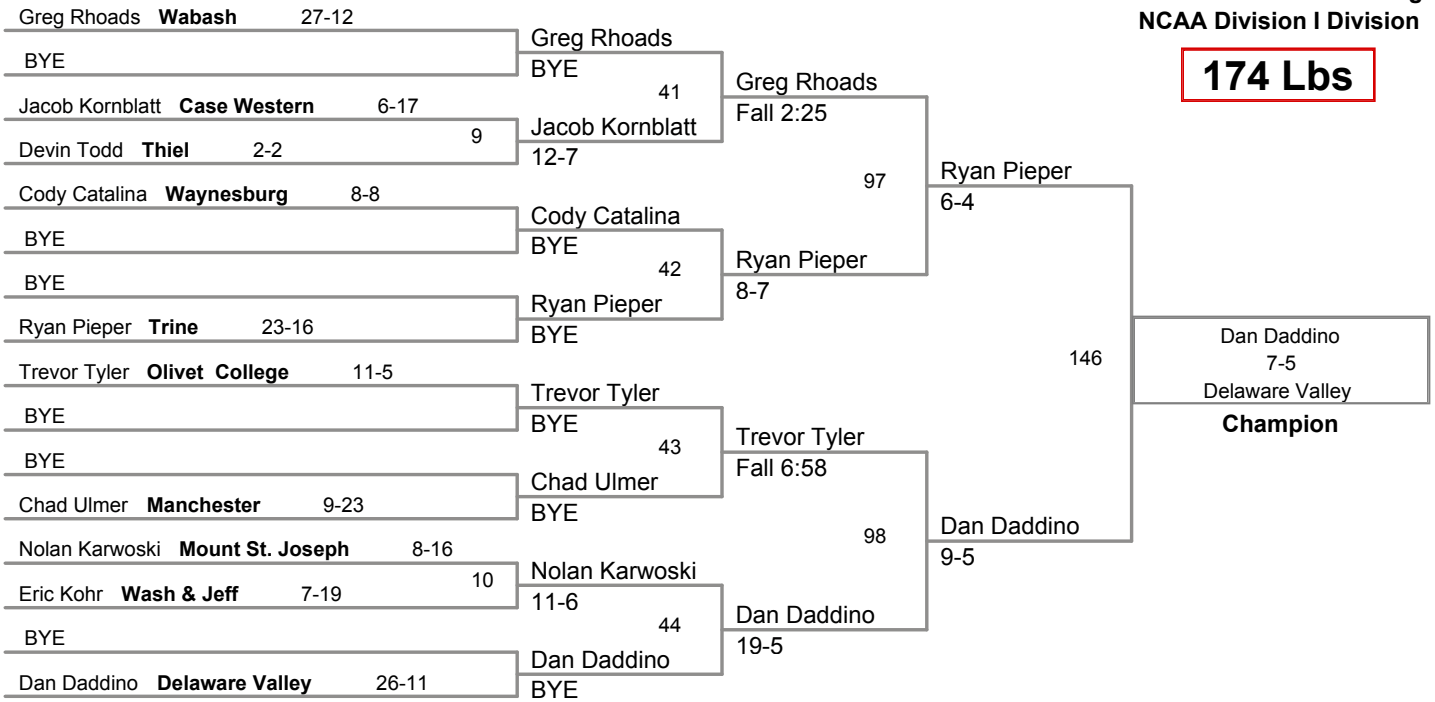 NCAA Division I Division
174 Lbs
Greg Rhoads Wabash 27-12
BYE
Jacob Kornblatt Case Western 6-17
9
Devin Todd Thiel 2-2
Cody Catalina Waynesburg 8-8
BYE
BYE
Ryan Pieper Trine 23-16
Trevor Tyler Olivet College 11-5
BYE
BYE
Chad Ulmer Manchester 9-23
Nolan Karwoski Mount St. Joseph 8-16
10
Eric Kohr Wash & Jeff 7-19
BYE
Dan Daddino Delaware Valley 26-11
Greg Rhoads
BYE
41
Jacob Kornblatt
12-7
Cody Catalina
BYE
42
Ryan Pieper
BYE
Trevor Tyler
BYE
43
Chad Ulmer
BYE
Nolan Karwoski
11-6
44
Dan Daddino
BYE
Greg Rhoads
Fall 2:25
97
Ryan Pieper
8-7
Trevor Tyler
Fall 6:58
98
Dan Daddino
19-5
Ryan Pieper
6-4
146
Dan Daddino
9-5
Dan Daddino
7-5
Delaware Valley
Champion